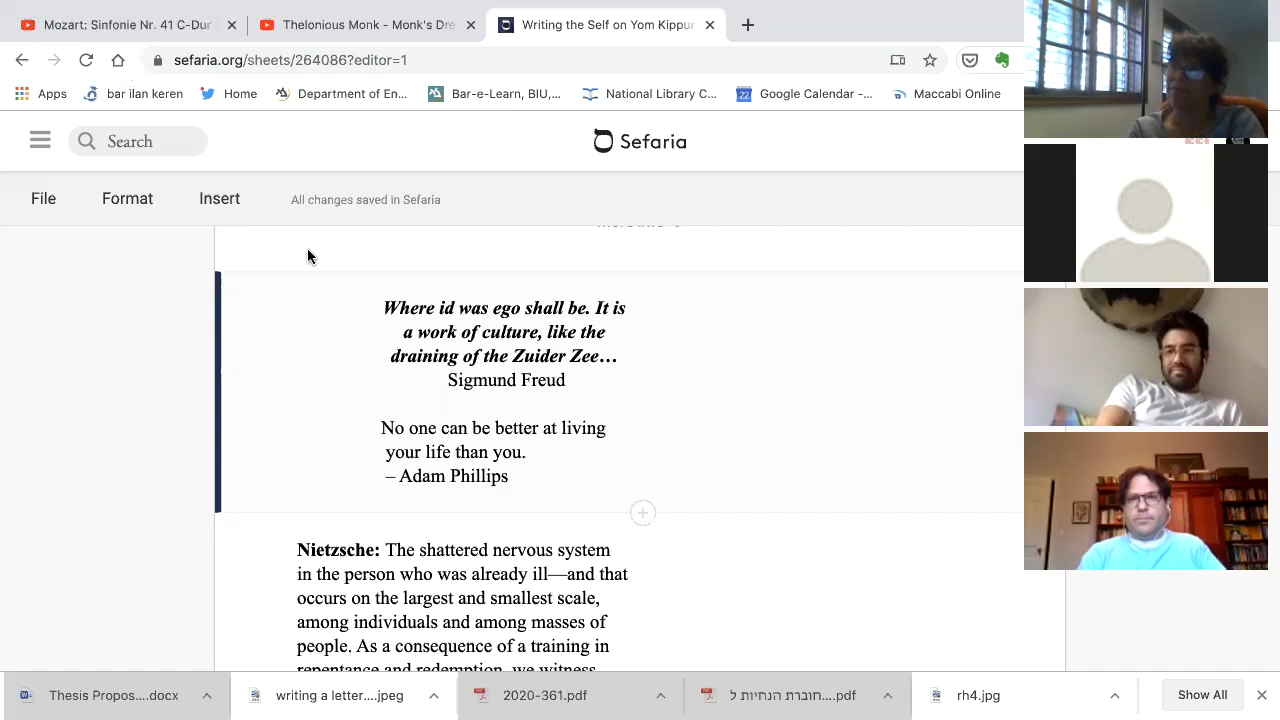 Mozart: Sinfonie Nr. 41 C-Dur
Thelonious Monk - Monk's Dre
Writing the Self on Yom Kippur
sefaria.org/sheets/264086?editor=1
Apps
bar ilan keren
Home
Department of En...
Bar-e-Learn, BIU,...
National Library C...
Google Calendar -...
Maccabi Online
Search
Sefaria
File
Format
Insert
All changes saved in Sefaria
Where id was ego shall be. It is
a work of culture, like the
draining of the Zuider Zee…
Sigmund Freud
No one can be better at living
your life than you.
– Adam Phillips
Nietzsche: The shattered nervous system
in the person who was already ill—and that
occurs on the largest and smallest scale,
among individuals and among masses of
people. As a consequence of a training in
repentance and redemption, we witness
Thesis Propos....docx
writing a letter....jpeg
2020-361.pdf
חוברת הנחיות ל....pdf
rh4.jpg
Show All